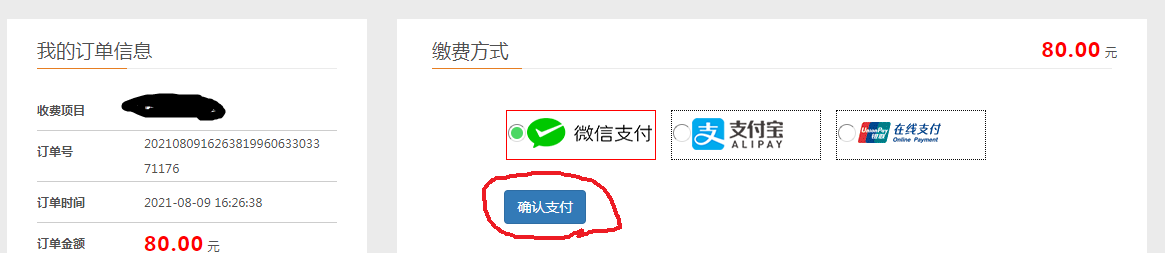 我的订单信息
收费项目
订单号 20210809162638199606330​33
71176
订单时间 2021-08-09 16:26:38
订单金额 80.00 元
缴费方式 80.00 元
微信支付
支付宝
ALIPAY
UnionPay
银联
在线支付
Online Payment
确认支付